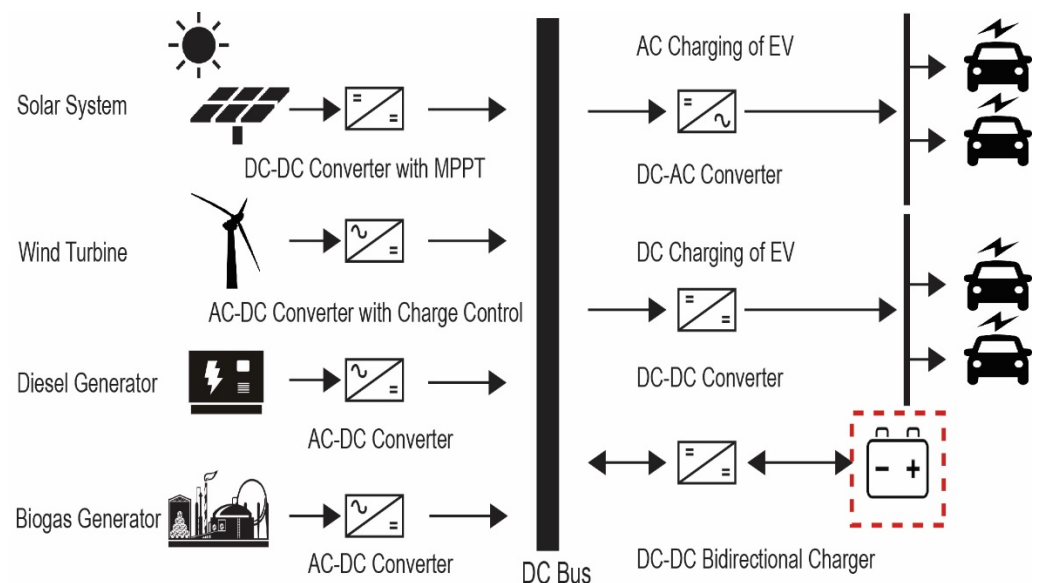 Solar System
DC-DC Converter with MPPT
Wind Turbine
AC-DC Converter with Charge Control
Diesel Generator
AC-DC Converter
Biogas Generator
AC-DC Converter
DC Bus
AC Charging of EV
DC-AC Converter
DC Charging of EV
DC-DC Converter
DC-DC Bidirectional Charger